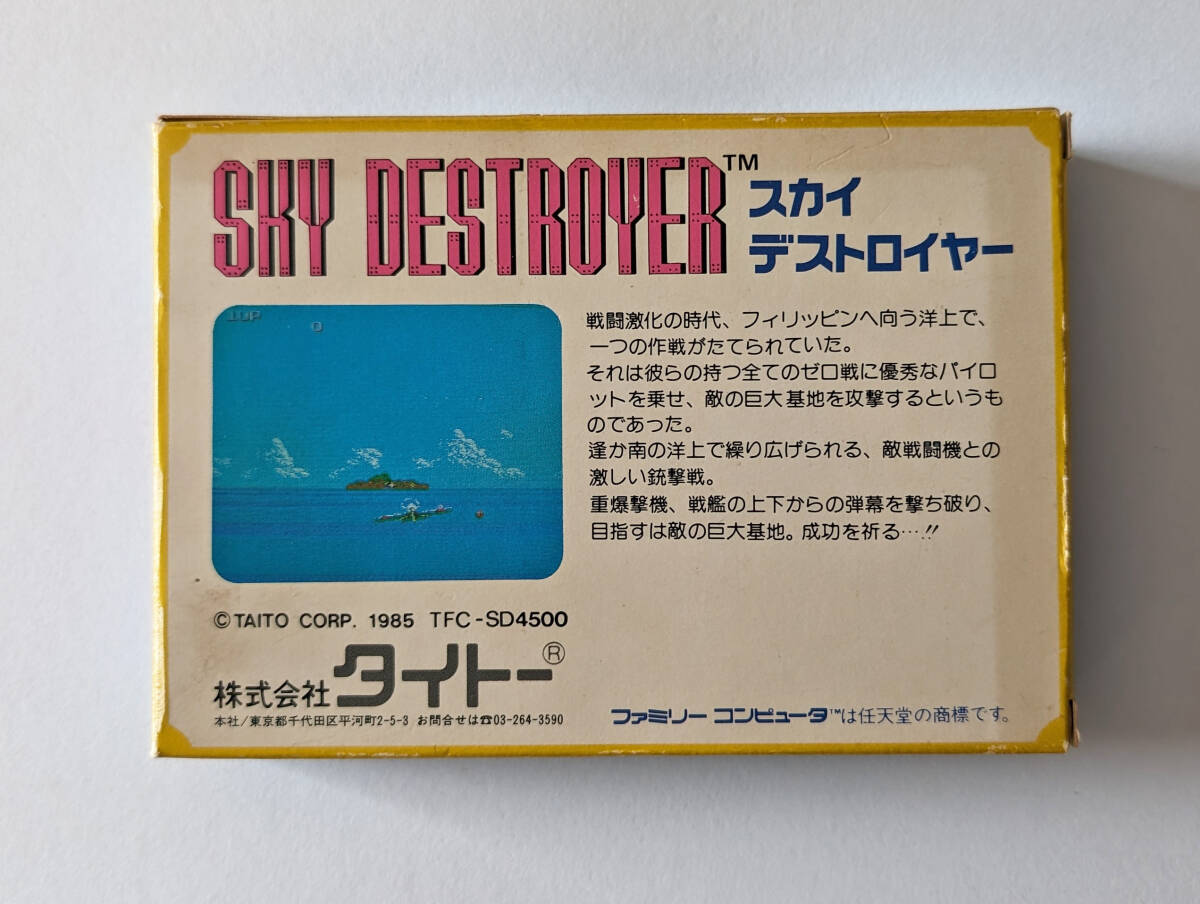 SKY DESTROYER™
スカイ
デストロイヤー
1UP
0
戦闘激化の時代、フィリッピンへ向う洋上で、
一つの作戦がたてられていた。
それは彼らの持つ全てのゼロ戦に優秀なパイロ
ットを乗せ、敵の巨大基地を攻撃するというも
のであった。
逢か南の洋上で繰り広げられる、敵戦闘機との
激しい銃撃戦。
重爆撃機、戦艦の上下からの弾幕を撃ち破り、
目指すは敵の巨大基地。成功を祈る…!!
©TAITO CORP. 1985 TFC-SD4500
株式会社タイトー®
本社/東京都千代田区平河町2-5-3 お問合せは☎03-264-3590
ファミリーコンピュータ™は任天堂の商標です。